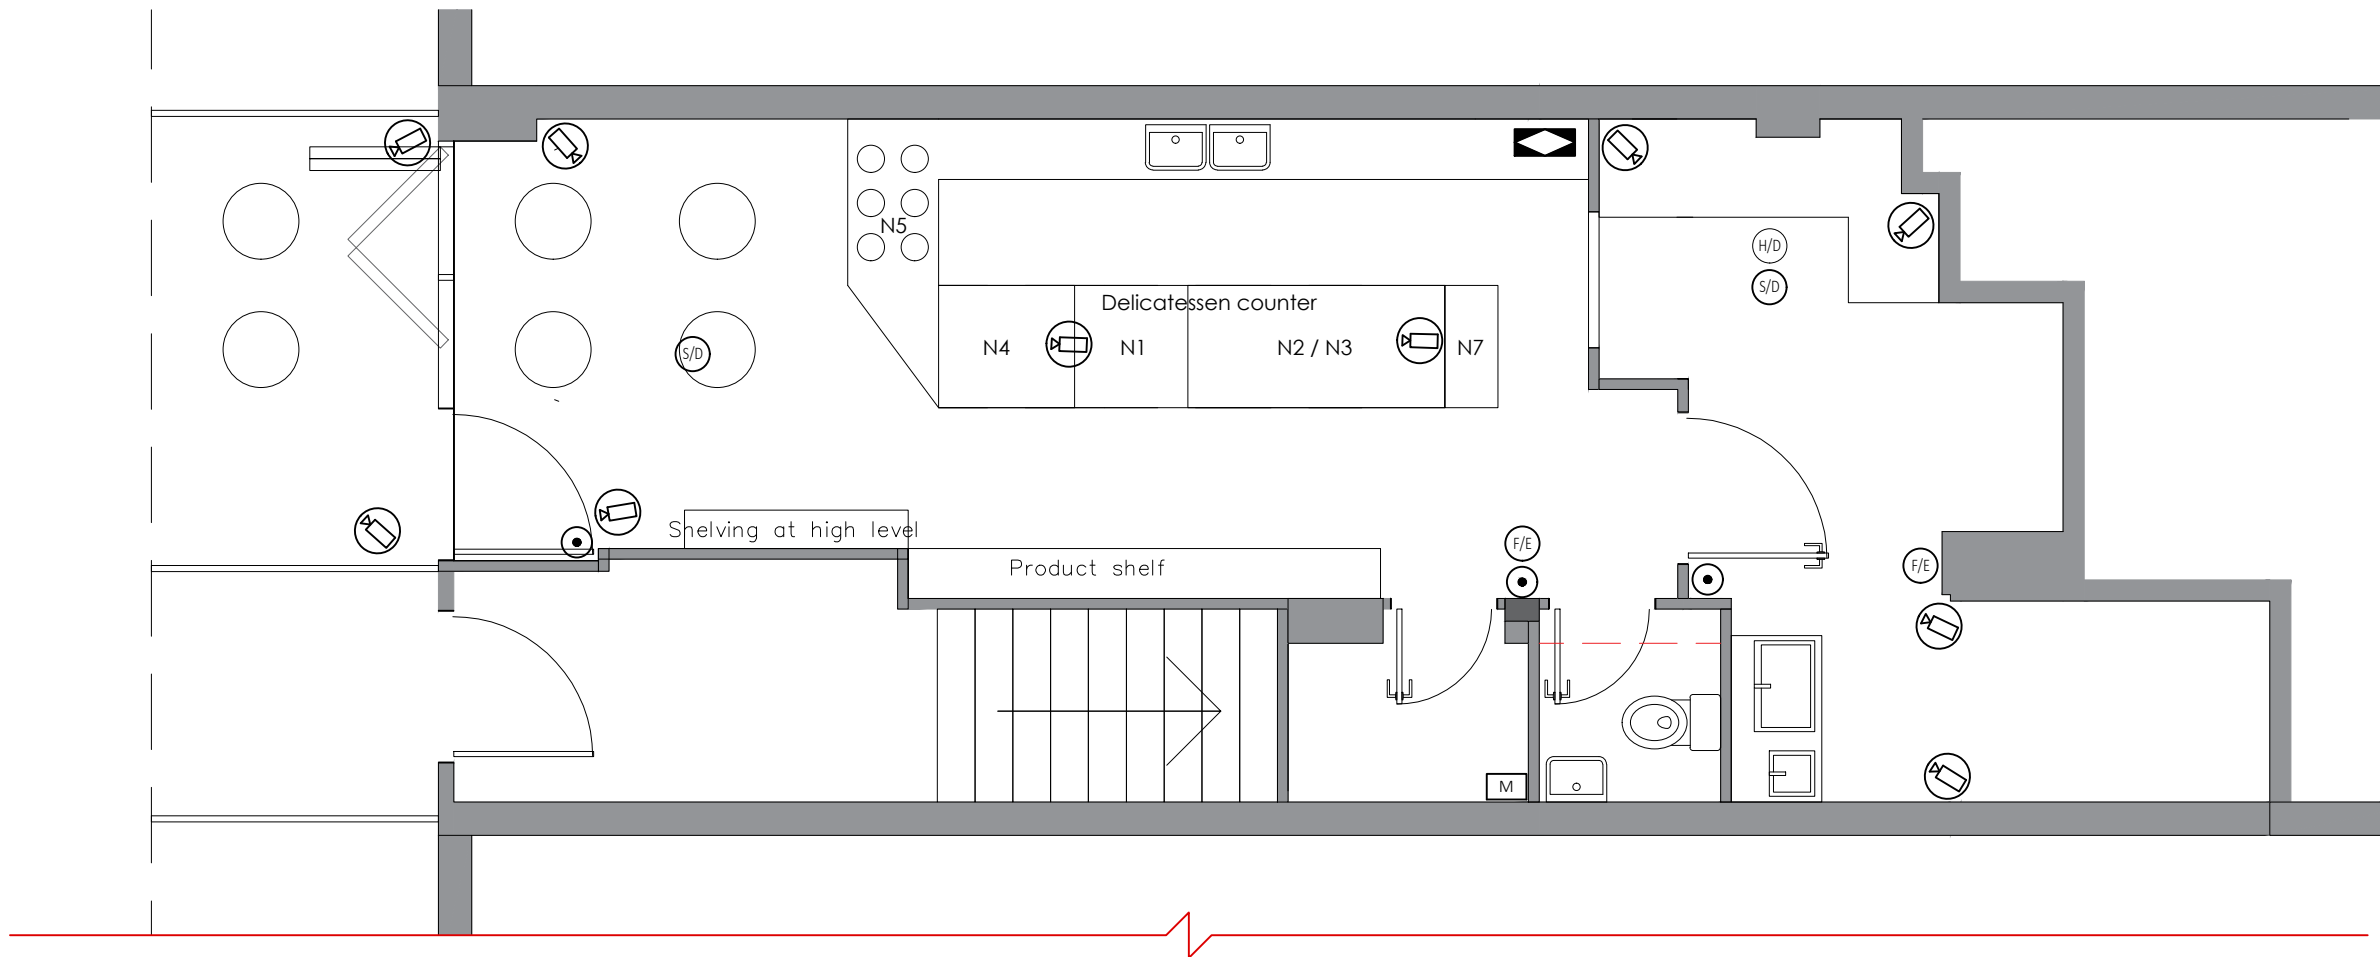 N5
H/D
S/D
Delicatessen counter
N4
N1
N2 / N3
N7
S/D
Shelving at high level
F/E
Product shelf
F/E
M